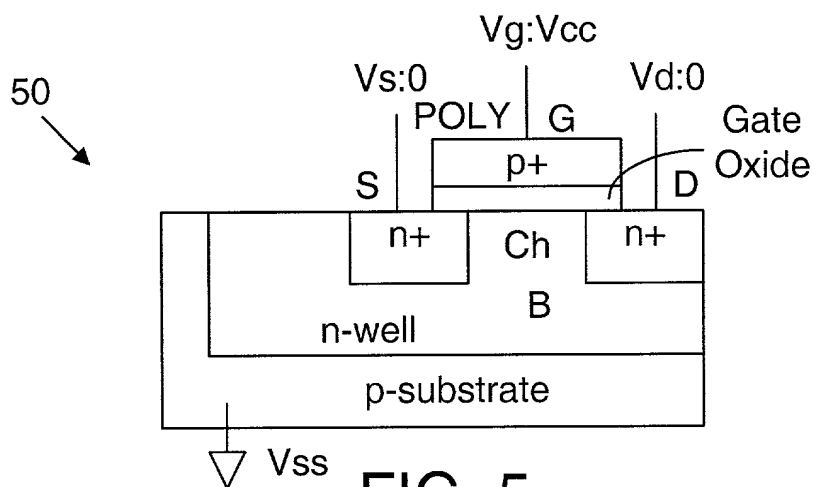 Vg:Vcc
50
Vs:0
Vd:0
POLY
G
Gate
Oxide
p+
S
D
n+
Ch
n+
B
n-well
p-substrate
Vss
FIG. 5